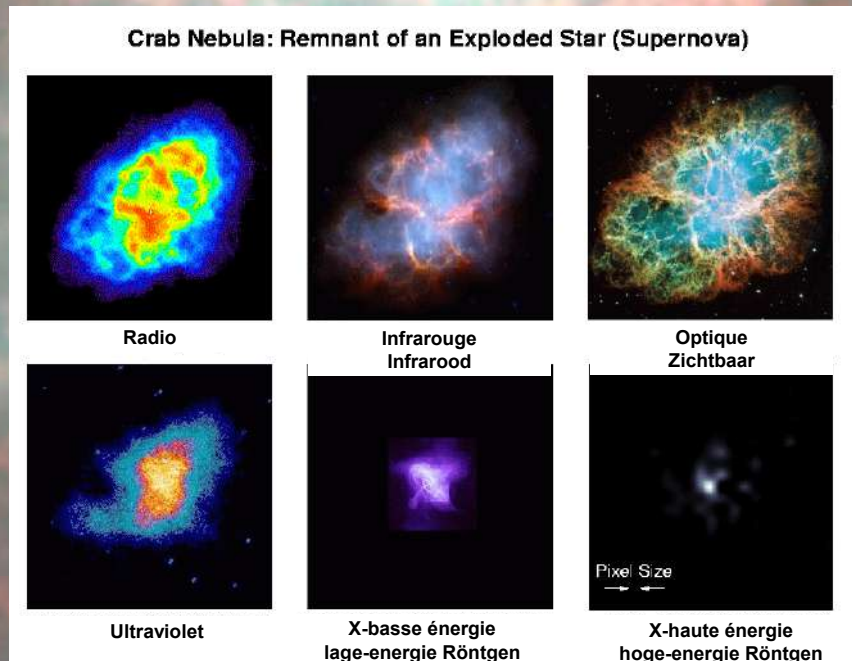 Crab Nebula: Remnant of an Exploded Star (Supernova)
Radio
Infrarouge
Infrarood
Optique
Zichtbaar
Pixel Size
Ultraviolet
X-basse énergie
lage-energie Röntgen
X-haute énergie
hoge-energie Röntgen